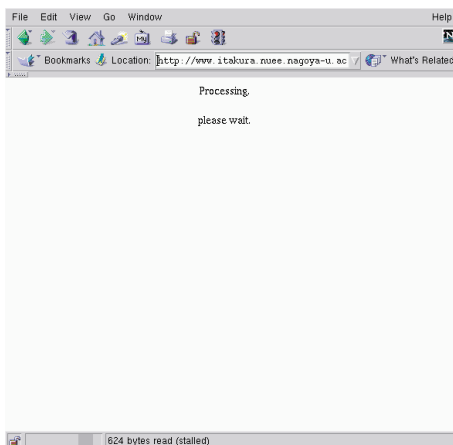 File Edit View Go Window Help
My N
Bookmarks Location: http://www.itakura.nuee.nagoya-u.ac What's Related
Processing,
please wait.
624 bytes read (stalled)